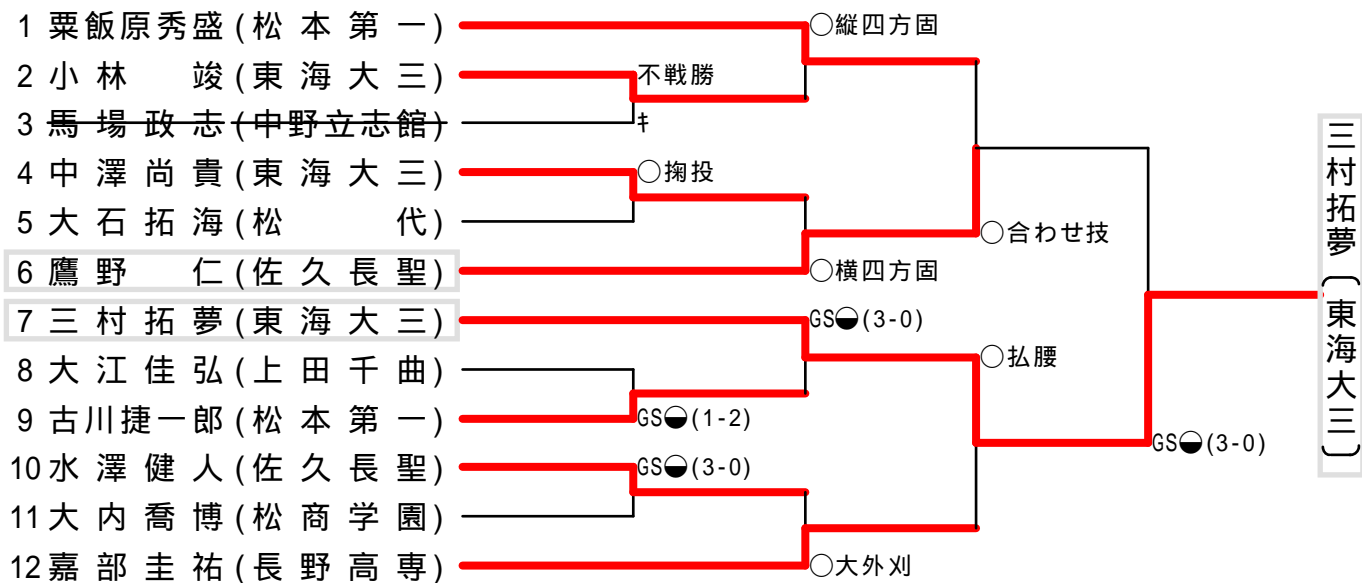 1 粟飯原秀盛 (松本第一)
○縦四方固
2 小林 竣 (東海大三)
不戦勝
3 馬場政志 (中野立志館)
キ
4 中澤尚貴 (東海大三)
○掬投
5 大石拓海 (松代)
○合わせ技
6 鷹野 仁 (佐久長聖)
○横四方固
7 三村拓夢 (東海大三)
GS◒(3-0)
8 大江佳弘 (上田千曲)
○払腰
9 古川捷一郎 (松本第一)
GS◒(1-2)
GS◒(3-0)
10 水澤健人 (佐久長聖)
GS◒(3-0)
11 大内喬博 (松商学園)
12 嘉部圭祐 (長野高専)
○大外刈
三村拓夢〔東海大三〕